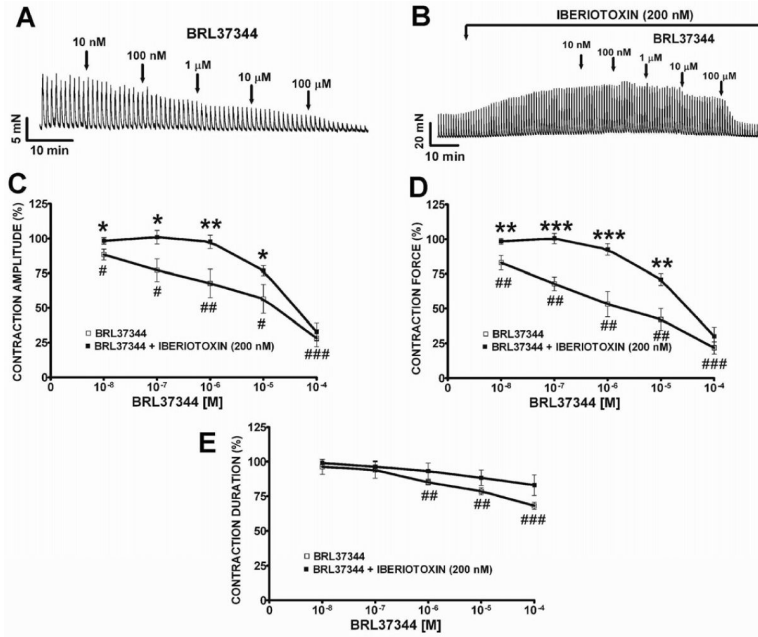 A
BRL37344
10 nM
100 nM
1 µM
10 µM
100 µM
5 mN
10 min
B
IBERIOTOXIN (200 nM)
BRL37344
10 nM
100 nM
1 µM
10 µM
100 µM
20 mN
10 min
C
CONTRACTION AMPLITUDE (%)
125
100
75
50
25
0
* * ** *
# # ## # ###
BRL37344
BRL37344 + IBERIOTOXIN (200 nM)
0 10⁻⁸ 10⁻⁷ 10⁻⁶ 10⁻⁵ 10⁻⁴
BRL37344 [M]
D
CONTRACTION FORCE (%)
125
100
75
50
25
0
** *** *** **
## ## ## ## ###
BRL37344
BRL37344 + IBERIOTOXIN (200 nM)
0 10⁻⁸ 10⁻⁷ 10⁻⁶ 10⁻⁵ 10⁻⁴
BRL37344 [M]
E
CONTRACTION DURATION (%)
125
100
75
50
25
0
## ## ###
BRL37344
BRL37344 + IBERIOTOXIN (200 nM)
0 10⁻⁸ 10⁻⁷ 10⁻⁶ 10⁻⁵ 10⁻⁴
BRL37344 [M]